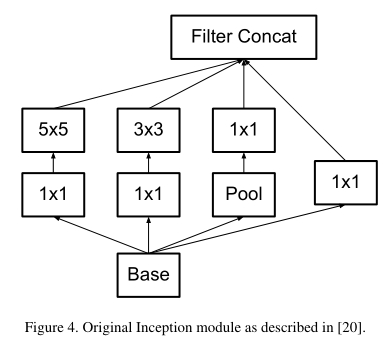 Filter Concat
5x5
3x3
1x1
1x1
1x1
Pool
1x1
Base
Figure 4. Original Inception module as described in [20].